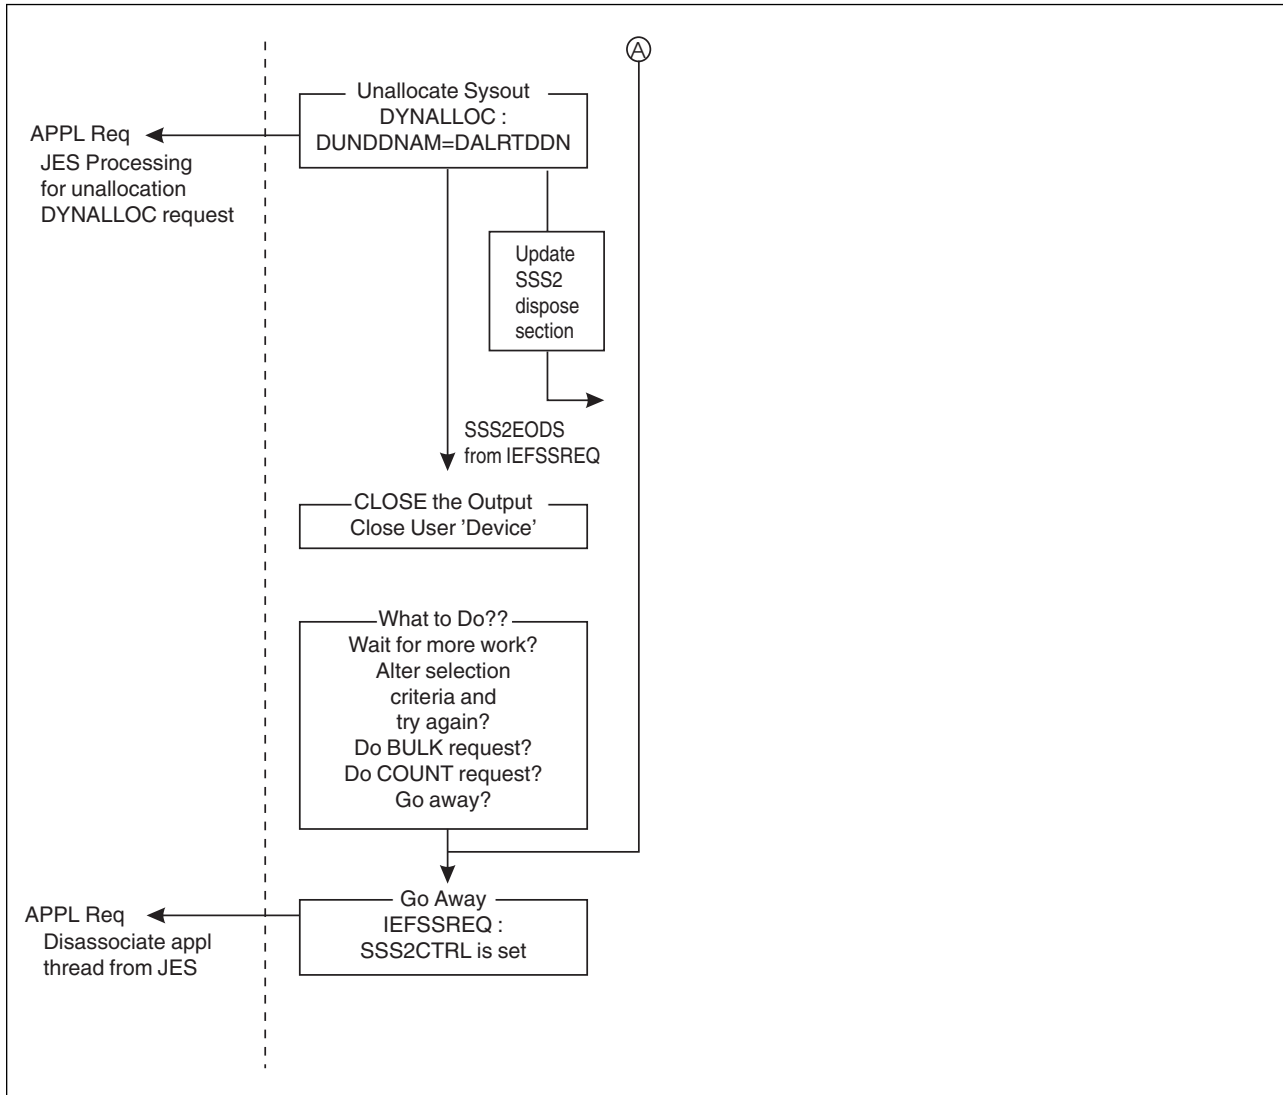 A
Unallocate Sysout
DYNALLOC :
DUNDDNAM=DALRTDDN
APPL Req
JES Processing
for unallocation
DYNALLOC request
Update
SSS2
dispose
section
SSS2EODS
from IEFSSREQ
CLOSE the Output
Close User ’Device’
What to Do??
Wait for more work?
Alter selection
criteria and
try again?
Do BULK request?
Do COUNT request?
Go away?
Go Away
IEFSSREQ :
SSS2CTRL is set
APPL Req
Disassociate appl
thread from JES